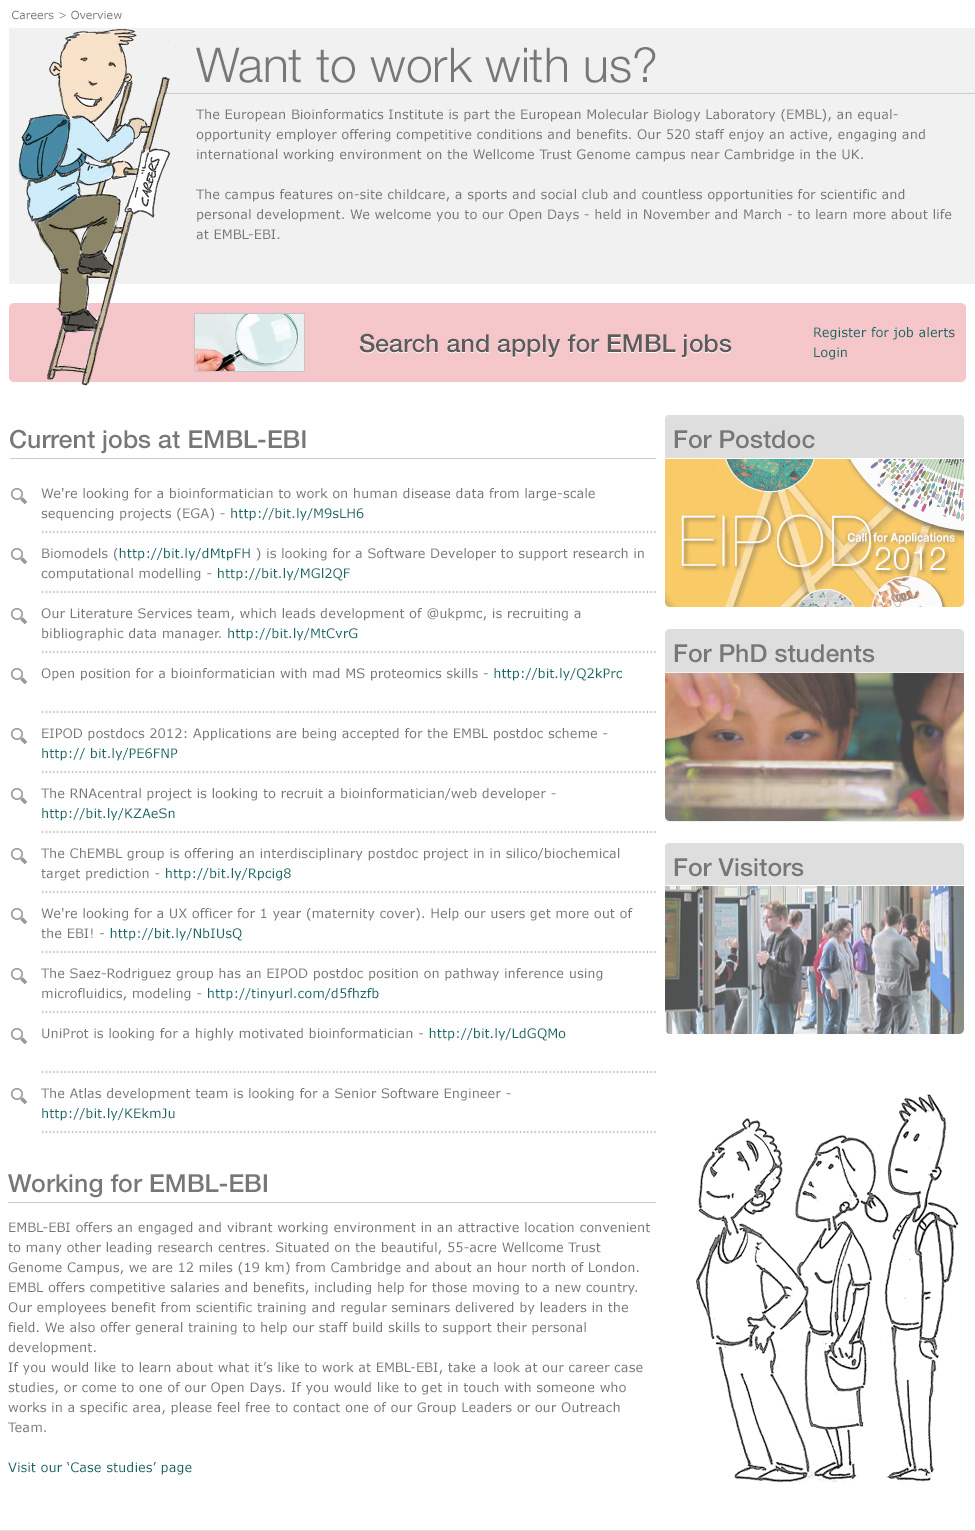 Careers > Overview
Want to work with us?
The European Bioinformatics Institute is part the European Molecular Biology Laboratory (EMBL), an equal-
opportunity employer offering competitive conditions and benefits. Our 520 staff enjoy an active, engaging and
international working environment on the Wellcome Trust Genome campus near Cambridge in the UK.
The campus features on-site childcare, a sports and social club and countless opportunities for scientific and
personal development. We welcome you to our Open Days - held in November and March - to learn more about life
at EMBL-EBI.
CAREERS
Search and apply for EMBL jobs
Register for job alerts
Login
Current jobs at EMBL-EBI
We're looking for a bioinformatician to work on human disease data from large-scale
sequencing projects (EGA) - http://bit.ly/M9sLH6
Biomodels (http://bit.ly/dMtpFH ) is looking for a Software Developer to support research in
computational modelling - http://bit.ly/MGl2QF
Our Literature Services team, which leads development of @ukpmc, is recruiting a
bibliographic data manager. http://bit.ly/MtCvrG
Open position for a bioinformatician with mad MS proteomics skills - http://bit.ly/Q2kPrc
EIPOD postdocs 2012: Applications are being accepted for the EMBL postdoc scheme -
http:// bit.ly/PE6FNP
The RNAcentral project is looking to recruit a bioinformatician/web developer -
http://bit.ly/KZAeSn
The ChEMBL group is offering an interdisciplinary postdoc project in in silico/biochemical
target prediction - http://bit.ly/Rpcig8
We're looking for a UX officer for 1 year (maternity cover). Help our users get more out of
the EBI! - http://bit.ly/NbIUsQ
The Saez-Rodriguez group has an EIPOD postdoc position on pathway inference using
microfluidics, modeling - http://tinyurl.com/d5fhzfb
UniProt is looking for a highly motivated bioinformatician - http://bit.ly/LdGQMo
The Atlas development team is looking for a Senior Software Engineer -
http://bit.ly/KEkmJu
For Postdoc
EIPOD
Call for Applications
2012
For PhD students
For Visitors
Working for EMBL-EBI
EMBL-EBI offers an engaged and vibrant working environment in an attractive location convenient
to many other leading research centres. Situated on the beautiful, 55-acre Wellcome Trust
Genome Campus, we are 12 miles (19 km) from Cambridge and about an hour north of London.
EMBL offers competitive salaries and benefits, including help for those moving to a new country.
Our employees benefit from scientific training and regular seminars delivered by leaders in the
field. We also offer general training to help our staff build skills to support their personal
development.
If you would like to learn about what it’s like to work at EMBL-EBI, take a look at our career case
studies, or come to one of our Open Days. If you would like to get in touch with someone who
works in a specific area, please feel free to contact one of our Group Leaders or our Outreach
Team.
Visit our ‘Case studies’ page